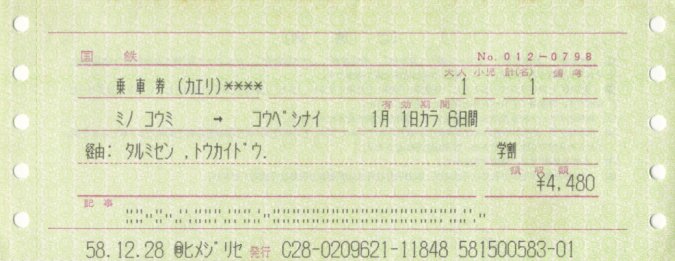 国鉄 No. 012-0798
大人 小児 計(名) 備考
乗車券 (カエリ)**** 1 1
有効期間
ミノ コウミ → コウベシナイ 1月 1日カラ 6日間
経由: タルミセン ,トウカイドウ. 学割
領収額
¥4,480
記事
58.12.28 ヒメジ リセ 発行 C28-0209621-11848 581500583-01